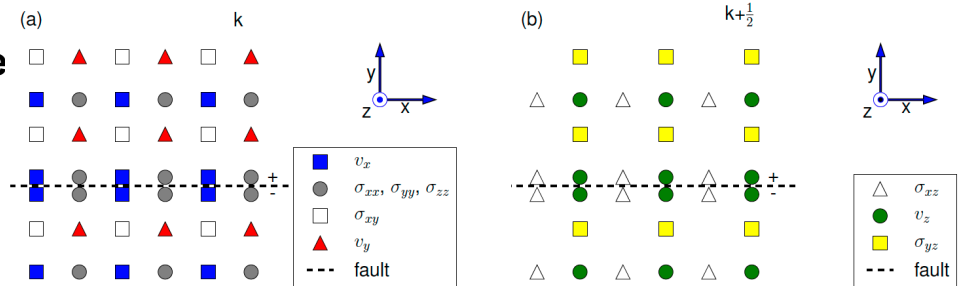 (a)
k
e
y
x
z
+
-
v_x
σ_xx, σ_yy, σ_zz
σ_xy
v_y
fault
(b)
k+1/2
y
x
z
+
-
σ_xz
v_z
σ_yz
fault